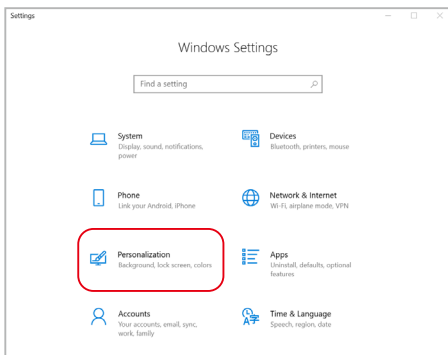 Settings
Windows Settings
Find a setting
System
Display, sound, notifications,
power
Devices
Bluetooth, printers, mouse
Phone
Link your Android, iPhone
Network & Internet
Wi-Fi, airplane mode, VPN
Personalization
Background, lock screen, colors
Apps
Uninstall, defaults, optional
features
Accounts
Your accounts, email, sync,
work, family
Time & Language
Speech, region, date